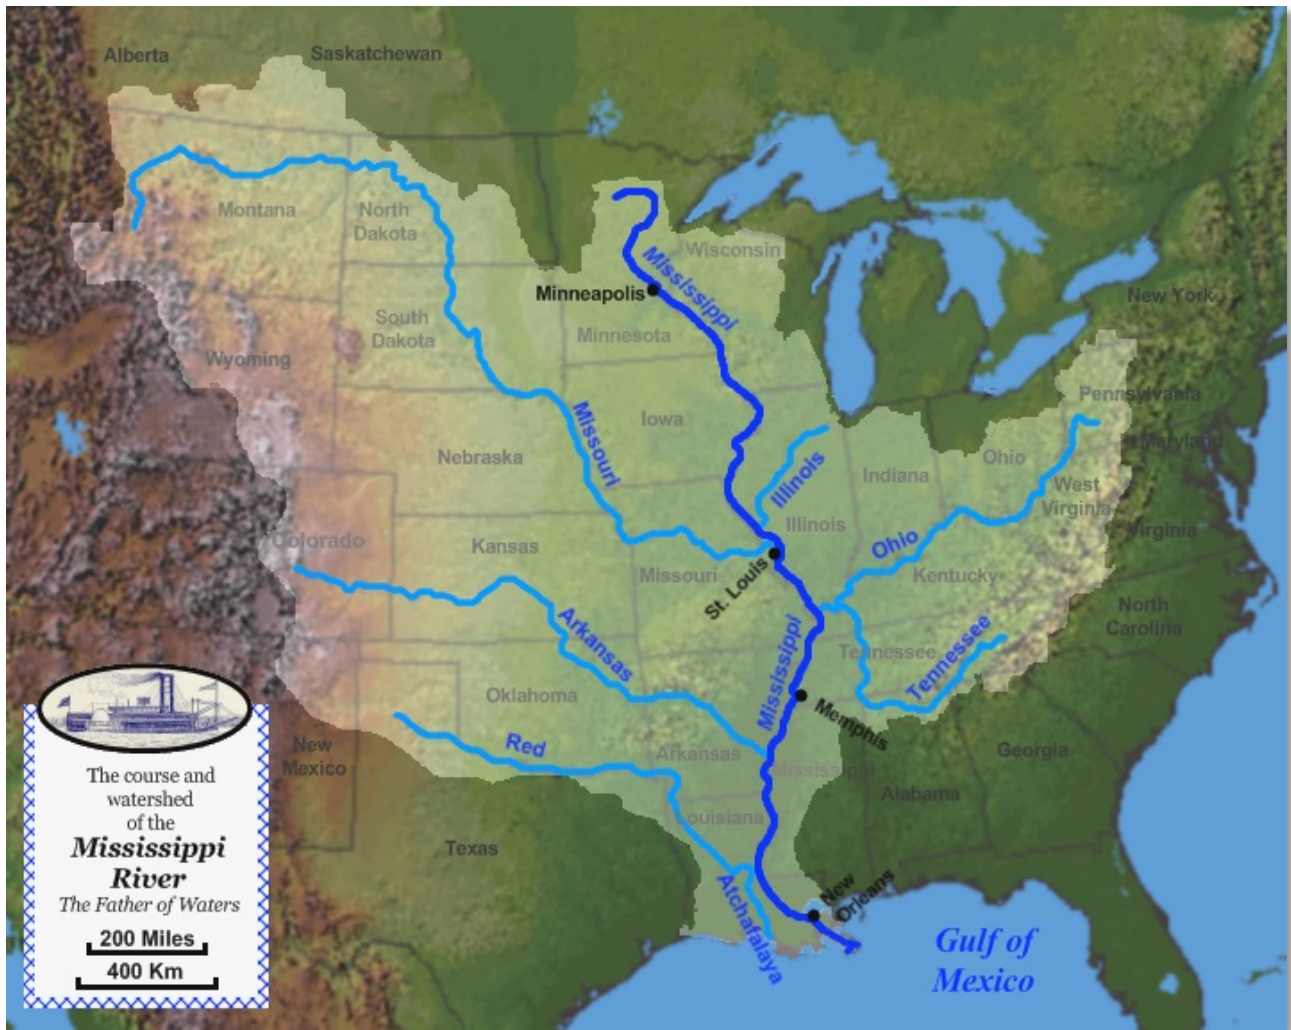 Alberta
Saskatchewan
Montana
North
Dakota
Wisconsin
Mississippi
Minneapolis
New York
South
Dakota
Minnesota
Wyoming
Pennsylvania
Iowa
Missouri
Maryland
Nebraska
Illinois
Indiana
Ohio
West
Virginia
Illinois
Virginia
Colorado
Kansas
Ohio
Missouri
St. Louis
Kentucky
North
Carolina
Arkansas
Mississippi
Tennessee
Tennessee
Oklahoma
Memphis
Red
New
Mexico
Arkansas
Mississippi
Georgia
Alabama
Louisiana
Texas
Atchafalaya
New
Orleans
Gulf of
Mexico
The course and
watershed
of the
Mississippi
River
The Father of Waters
200 Miles
400 Km